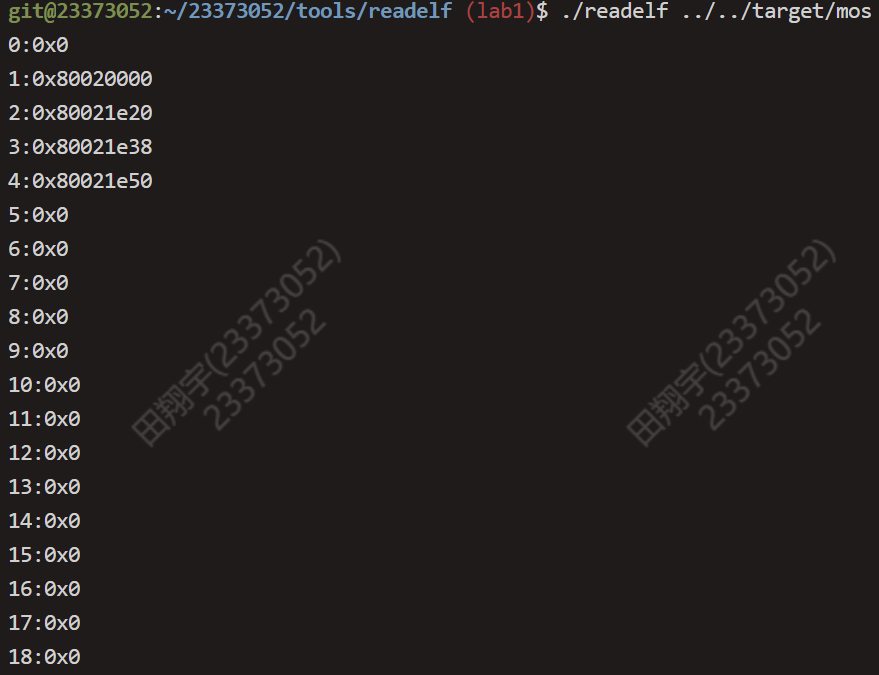 git@23373052:~/23373052/tools/readelf (lab1)$ ./readelf ../../target/mos
0:0x0
1:0x80020000
2:0x80021e20
3:0x80021e38
4:0x80021e50
5:0x0
6:0x0
7:0x0
8:0x0
9:0x0
10:0x0
11:0x0
12:0x0
13:0x0
14:0x0
15:0x0
16:0x0
17:0x0
18:0x0
田翔宇(23373052)
23373052
田翔宇(23373052)
23373052